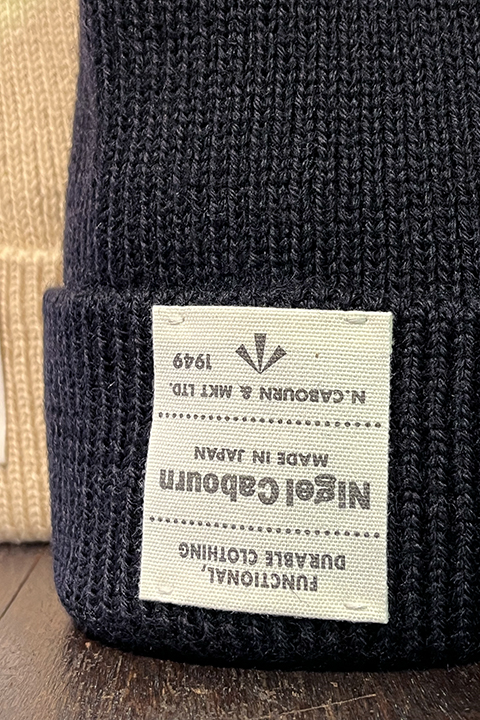 FUNCTIONAL,
DURABLE CLOTHING
Nigel Cabourn
MADE IN JAPAN
N.CABOURN & MKT LTD.
1949